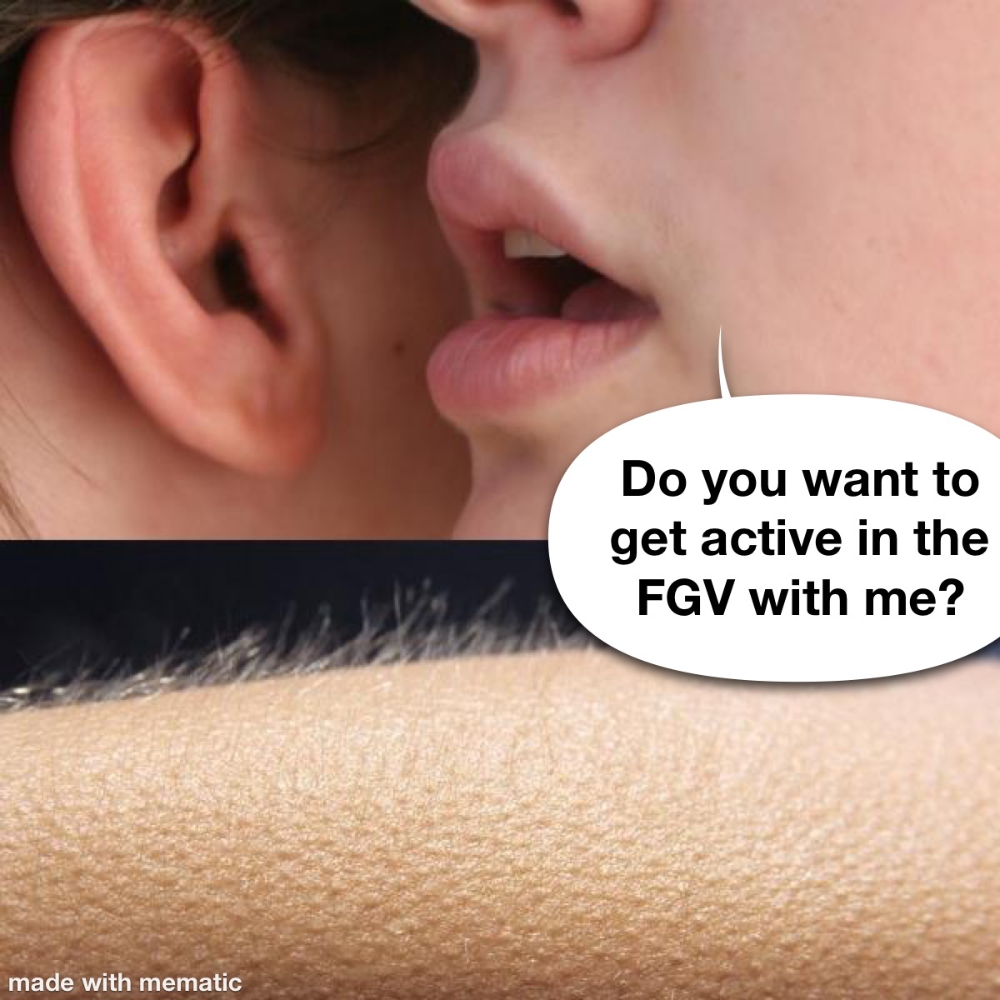 Do you want to
get active in the
FGV with me?
made with mematic